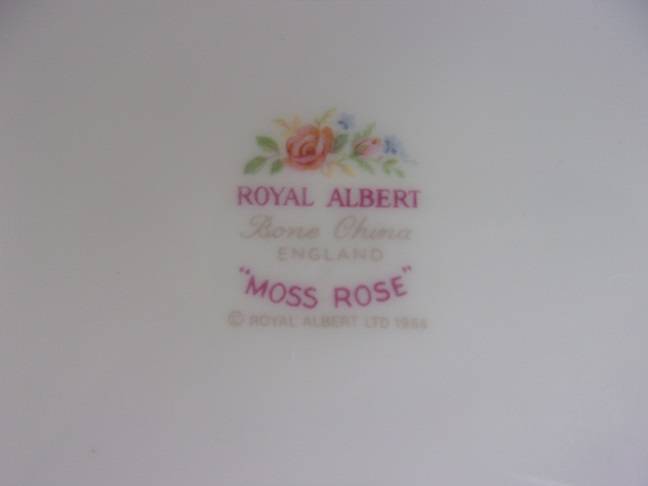 ROYAL ALBERT
Bone China
ENGLAND
"MOSS ROSE"
© ROYAL ALBERT LTD